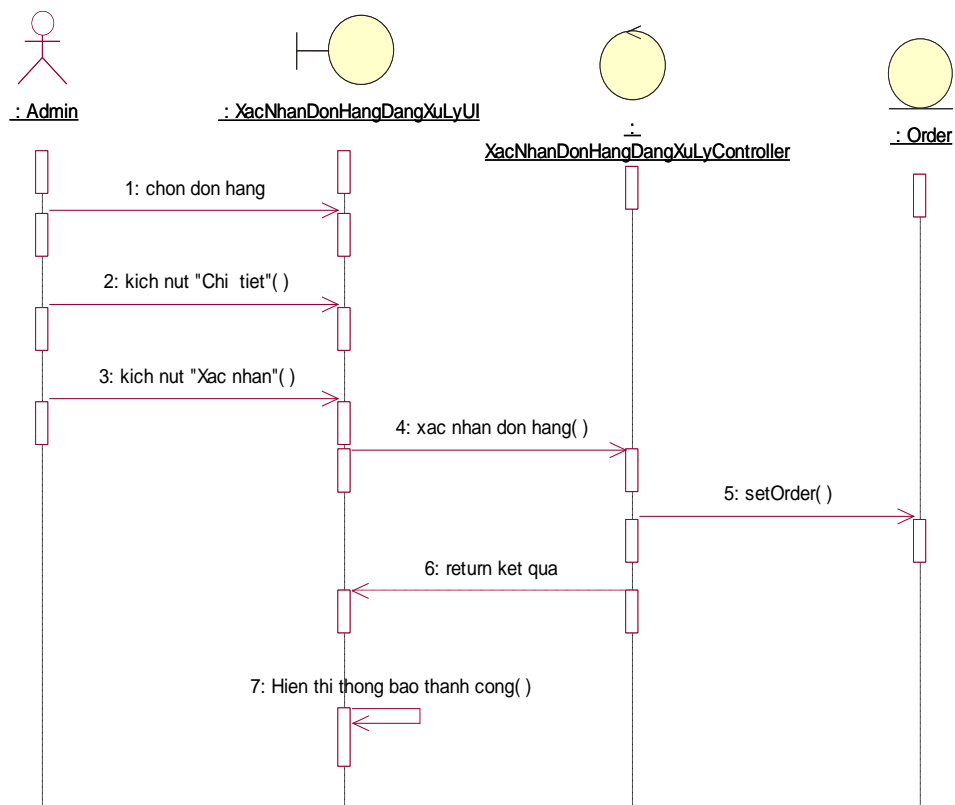 : Admin
: XacNhanDonHangDangXuLyUI
:
XacNhanDonHangDangXuLyController
: Order
1: chon don hang
2: kich nut "Chi  tiet"( )
3: kich nut "Xac nhan"( )
4: xac nhan don hang( )
5: setOrder( )
6: return ket qua
7: Hien thi thong bao thanh cong( )